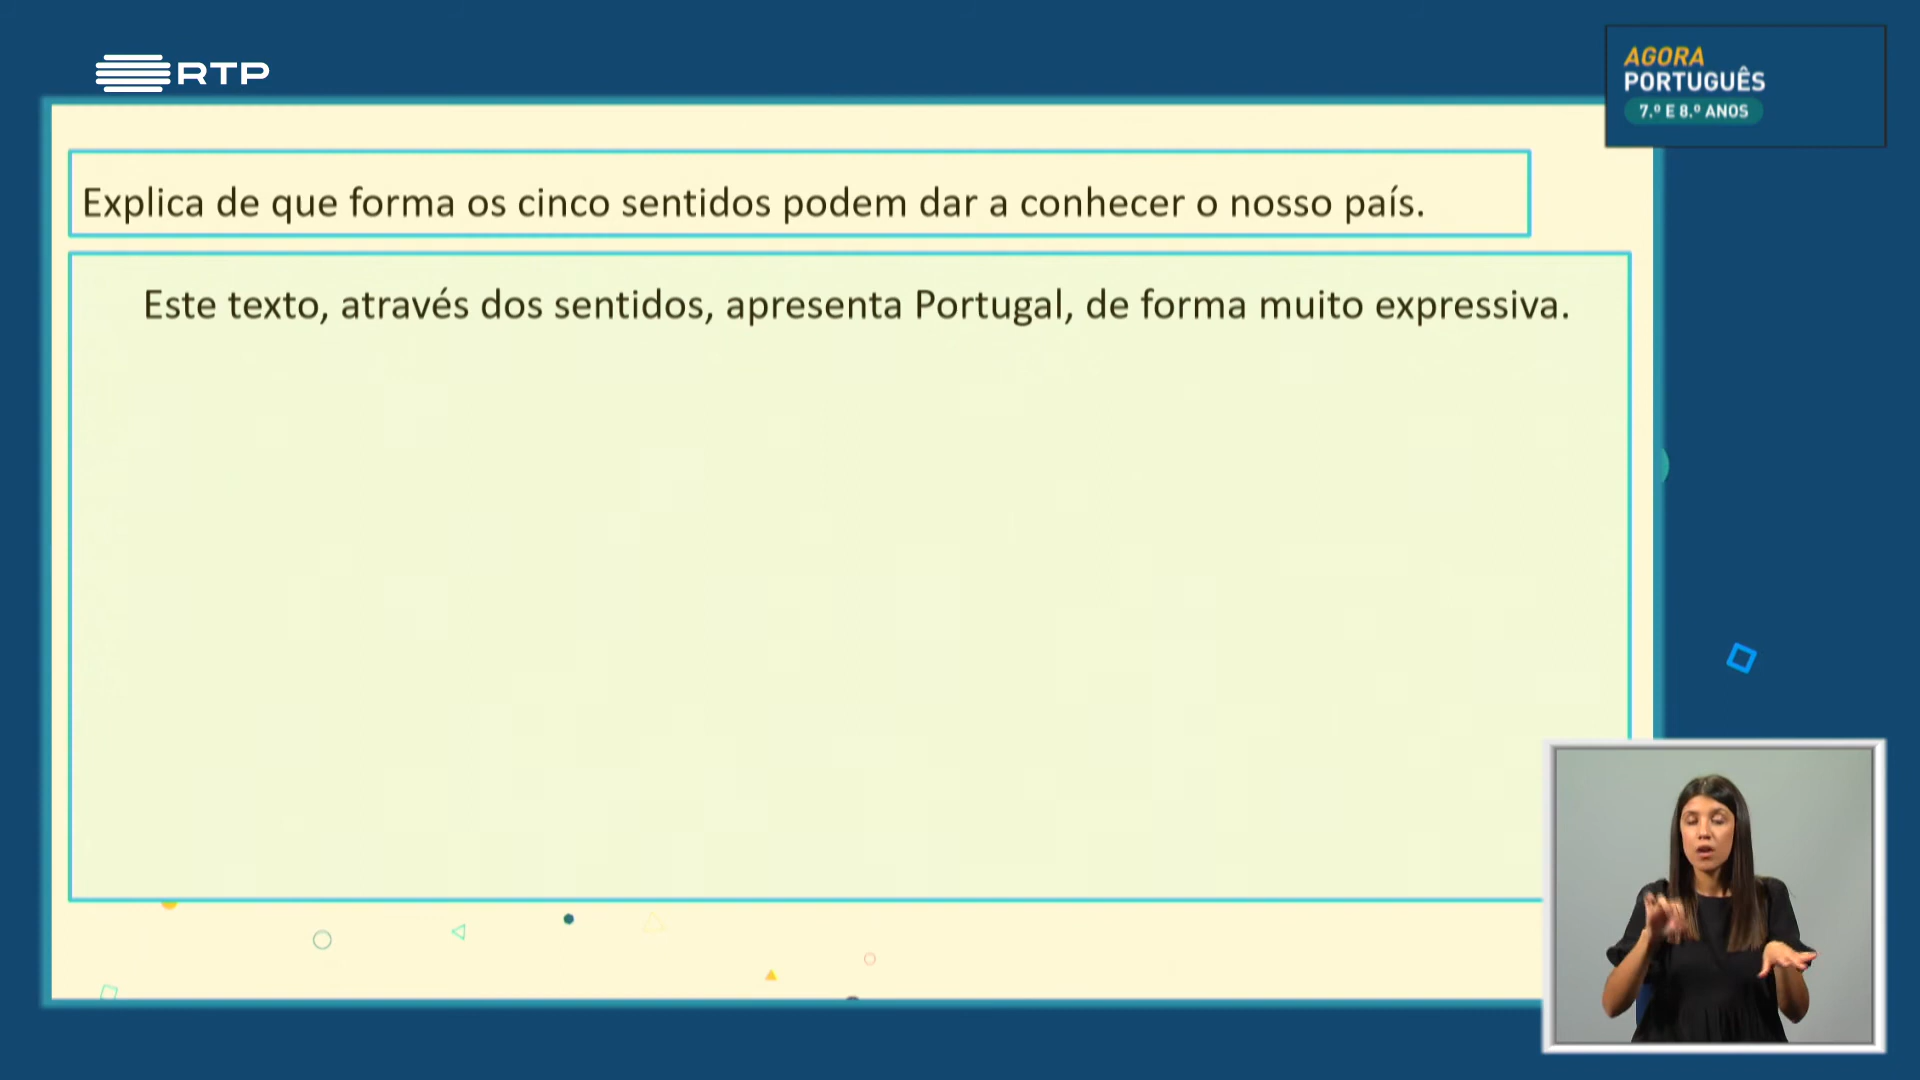 RTP
AGORA
PORTUGUÊS
7.º E 8.º ANOS
Explica de que forma os cinco sentidos podem dar a conhecer o nosso país.
Este texto, através dos sentidos, apresenta Portugal, de forma muito expressiva.